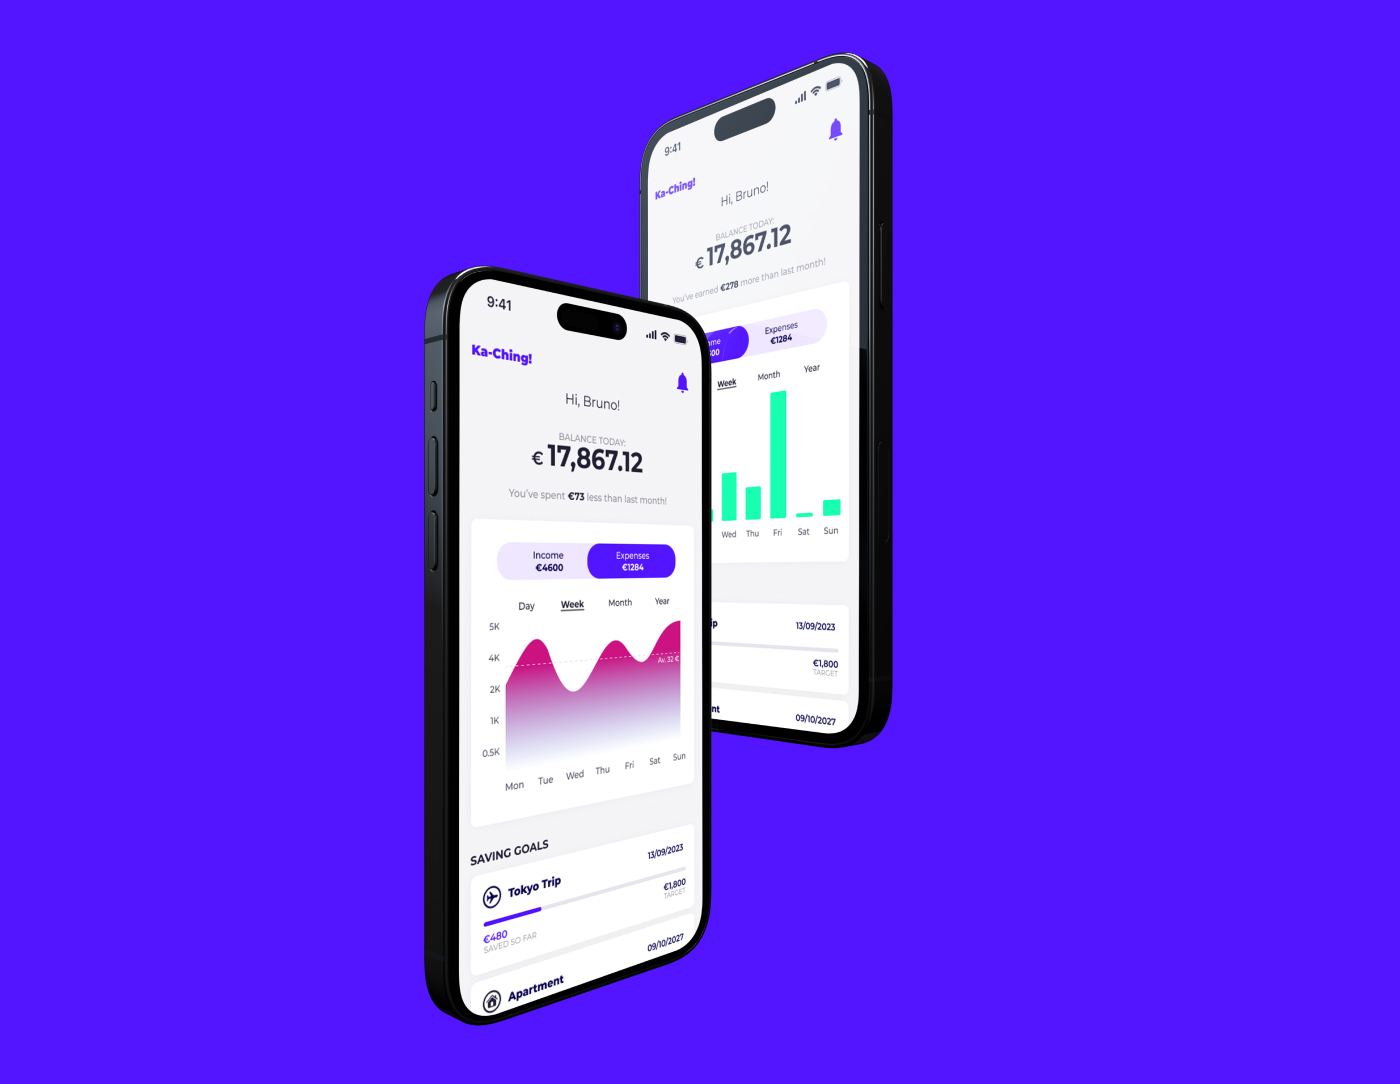 9:41
Ka-Ching!
Hi, Bruno!
BALANCE TODAY:
€ 17,867.12
You've spent €73 less than last month!
Income Expenses
€4600 €1284
Day Week Month Year
5K
4K
Av. 32 €
2K
1K
0.5K
Mon Tue Wed Thu Fri Sat Sun
SAVING GOALS
13/09/2023
Tokyo Trip
€1,800
TARGET
€480
SAVED SO FAR
09/10/2027
Apartment
9:41
Ka-Ching!
Hi, Bruno!
BALANCE TODAY:
€ 17,867.12
You've earned €278 more than last month!
ome Expenses
600 €1284
Week Month Year
Wed Thu Fri Sat Sun
ip 13/09/2023
€1,800
TARGET
nt 09/10/2027